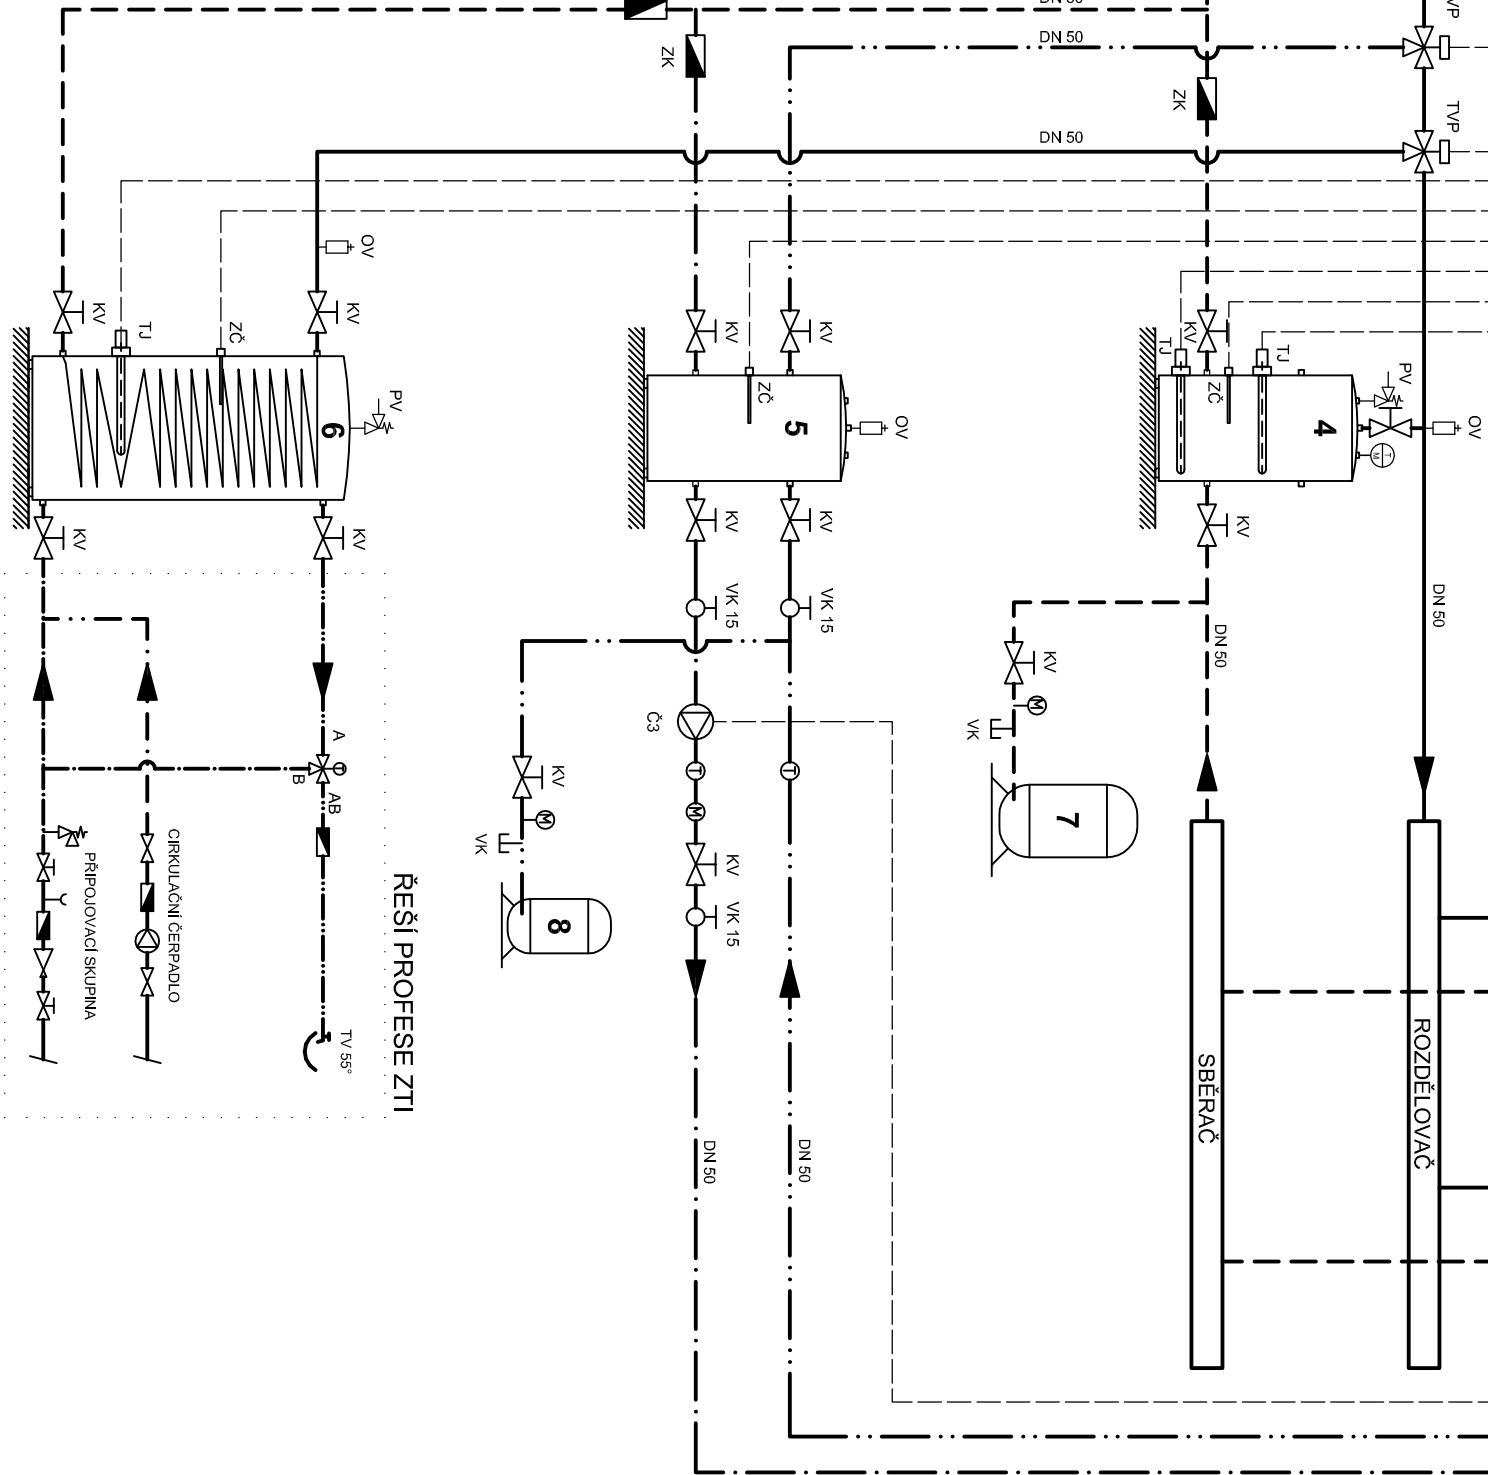 DN 50
VP
DN 50
ZK
ZK
TVP
DN 50
OV
KV
KV
TJ
ZČ
PV
6
KV
KV
KV
KV
ZČ
5
OV
KV
KV
VK 15
VK 15
KV
TJ
ZČ
TJ
PV
4
OV
T
M
KV
DN 50
DN 50
KV
M
VK
7
Č3
T
T
M
KV
M
VK
8
KV
VK 15
A
B
AB
CIRKULAČNÍ ČERPADLO
PŘIPOJOVACÍ SKUPINA
TV 55°
ŘEŠÍ PROFESE ZTI
DN 50
DN 50
SBĚRAČ
ROZDĚLOVAČ